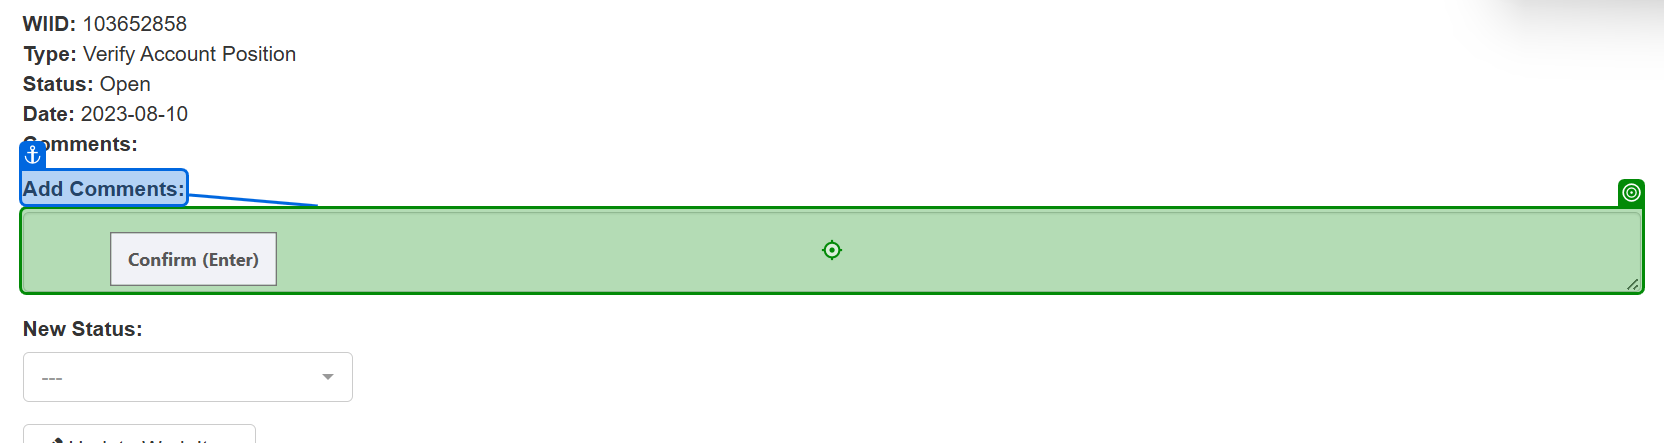 WIID: 103652858
Type: Verify Account Position
Status: Open
Date: 2023-08-10
Comments:
Add Comments:
Confirm (Enter)
New Status:
---